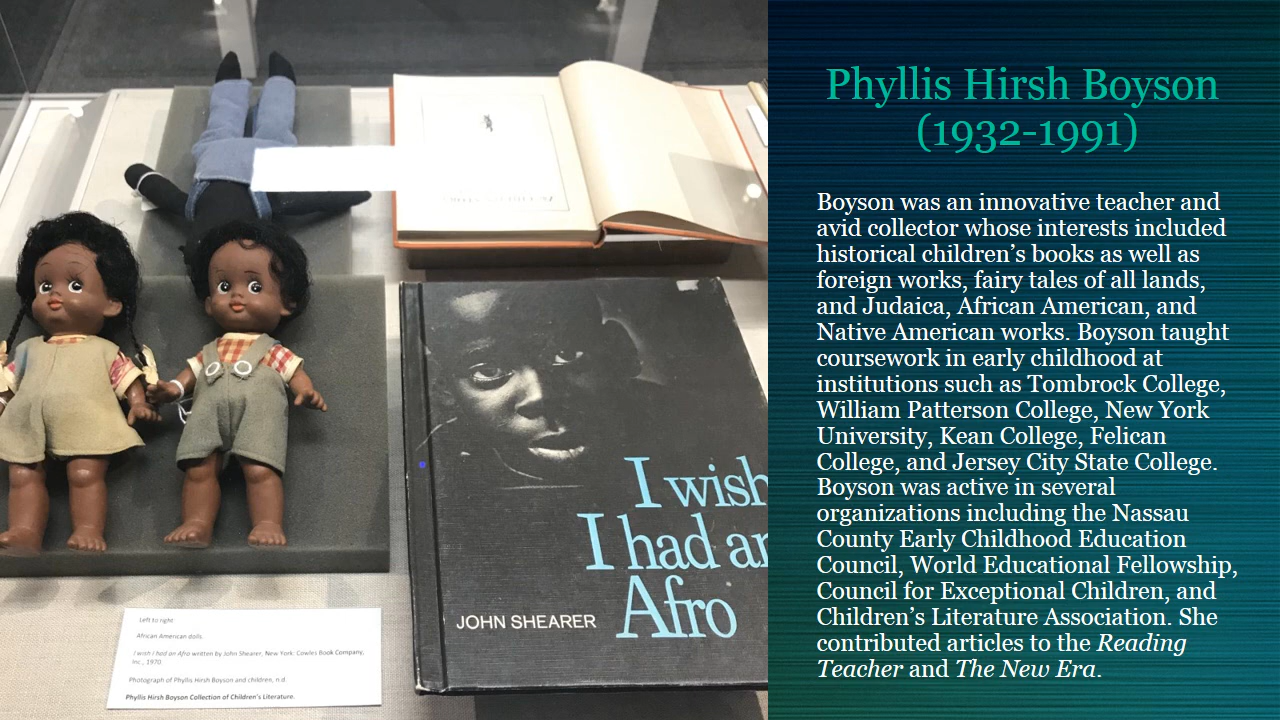 I wish
I had an
Afro
JOHN SHEARER
Left to right
African American dolls.
I wish I had an Afro written by John Shearer, New York: Cowles Book Company,
Inc., 1970
Photograph of Phyllis Hirsh Boyson and children, n.d.
Phyllis Hirsh Boyson Collection of Children's Literature.
Phyllis Hirsh Boyson
(1932-1991)
Boyson was an innovative teacher and
avid collector whose interests included
historical children’s books as well as
foreign works, fairy tales of all lands,
and Judaica, African American, and
Native American works. Boyson taught
coursework in early childhood at
institutions such as Tombrock College,
William Patterson College, New York
University, Kean College, Felican
College, and Jersey City State College.
Boyson was active in several
organizations including the Nassau
County Early Childhood Education
Council, World Educational Fellowship,
Council for Exceptional Children, and
Children’s Literature Association. She
contributed articles to the Reading
Teacher and The New Era.